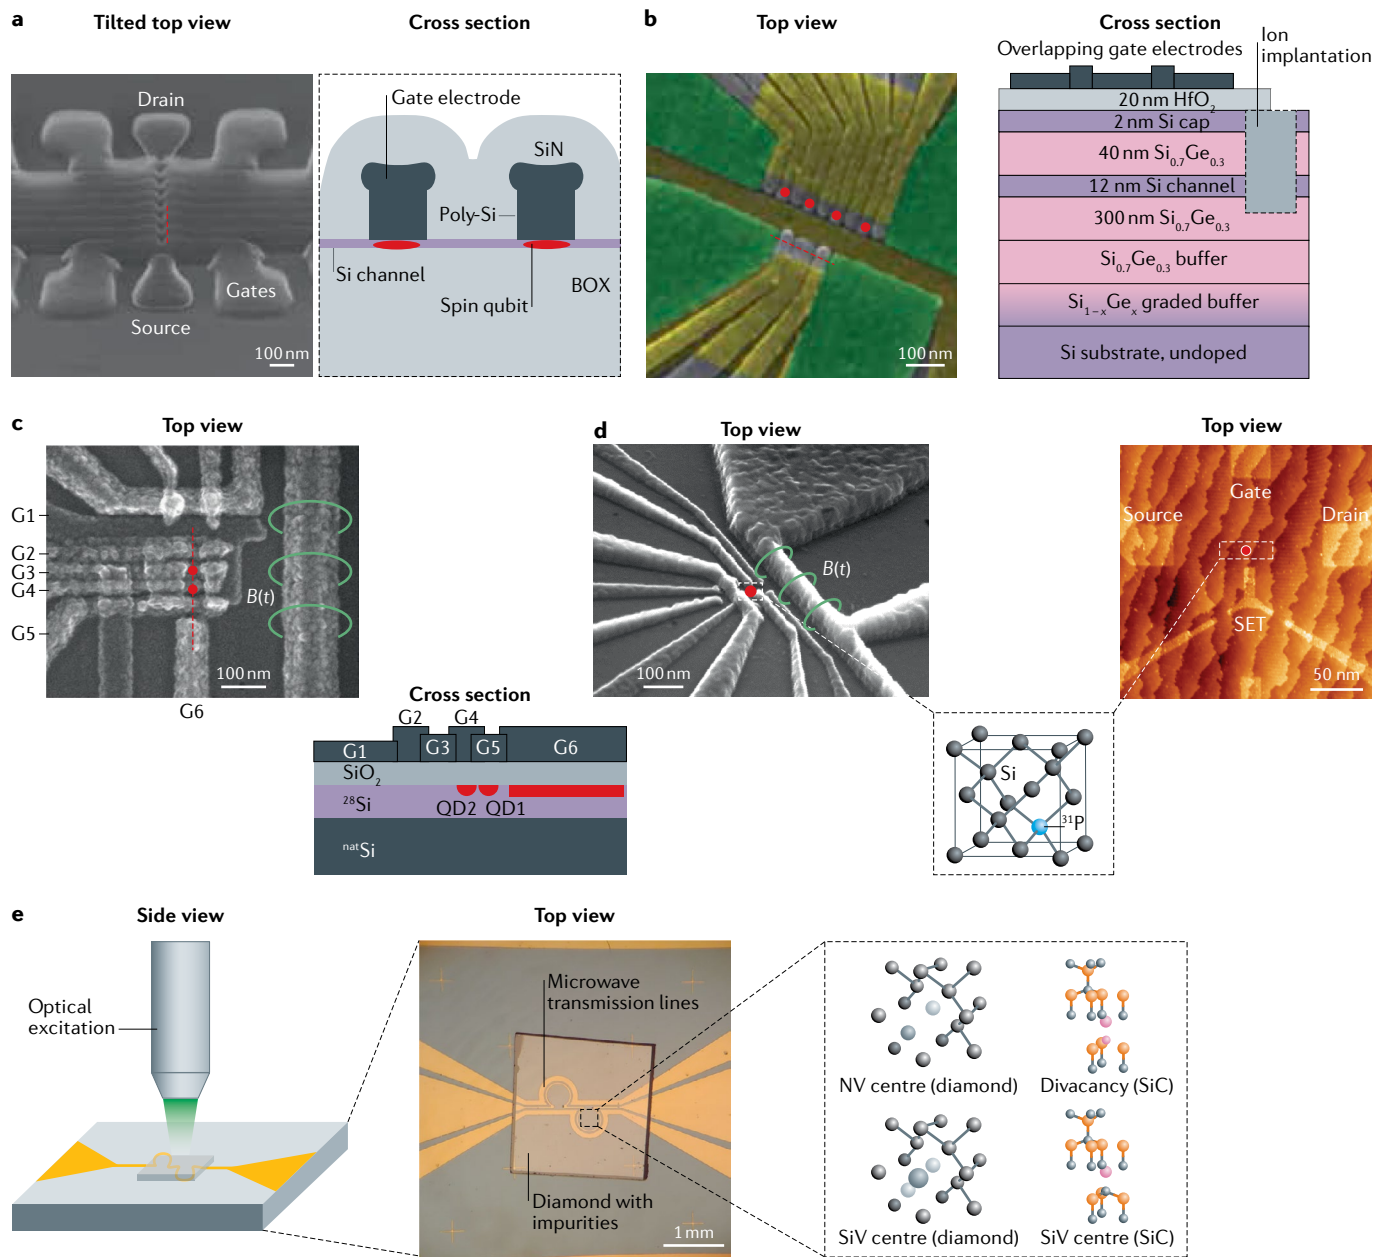 a
Tilted top view
Cross section
Drain
Gates
Source
100 nm
Gate electrode
SiN
Poly-Si
Si channel
Spin qubit
BOX
b
Top view
100 nm
Cross section
Overlapping gate electrodes
Ion
implantation
20 nm HfO₂
2 nm Si cap
40 nm Si₀.₇Ge₀.₃
12 nm Si channel
300 nm Si₀.₇Ge₀.₃
Si₀.₇Ge₀.₃ buffer
Si₁₋ₓGeₓ graded buffer
Si substrate, undoped
c
Top view
G1
G2
G3
G4
G5
B(t)
100 nm
G6
Cross section
G2
G4
G1
G3
G5
G6
SiO₂
²⁸Si
QD2
QD1
ⁿᵃᵗSi
d
Top view
B(t)
100 nm
Top view
Gate
Source
Drain
SET
50 nm
Si
³¹P
e
Side view
Optical
excitation
Top view
Microwave
transmission lines
Diamond with
impurities
1 mm
NV centre (diamond)
Divacancy (SiC)
SiV centre (diamond)
SiV centre (SiC)